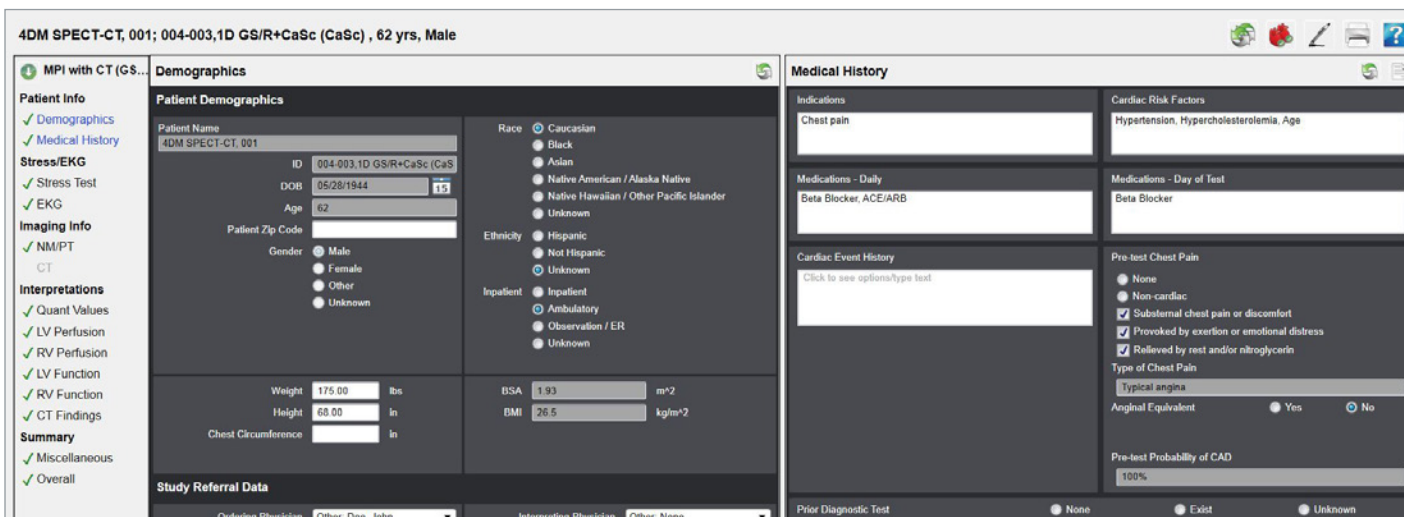 4DM SPECT-CT, 001; 004-003,1D GS/R+CaSc (CaSc) , 62 yrs, Male
MPI with CT (GS...
Patient Info
Demographics
Medical History
Stress/EKG
Stress Test
EKG
Imaging Info
NM/PT
CT
Interpretations
Quant Values
LV Perfusion
RV Perfusion
LV Function
RV Function
CT Findings
Summary
Miscellaneous
Overall
Demographics
Patient Demographics
Patient Name
4DM SPECT-CT, 001
ID 004-003,1D GS/R+CaSc (CaS
DOB 05/28/1944 15
Age 62
Patient Zip Code
Gender Male
Female
Other
Unknown
Race Caucasian
Black
Asian
Native American / Alaska Native
Native Hawaiian / Other Pacific Islander
Unknown
Ethnicity Hispanic
Not Hispanic
Unknown
Inpatient Inpatient
Ambulatory
Observation / ER
Unknown
Weight 175.00 lbs
Height 68.00 in
Chest Circumference in
BSA 1.93 m^2
BMI 26.5 kg/m^2
Study Referral Data
Ordering Physician Other: Doe, John
Interpreting Physician Other: None
Medical History
Indications
Chest pain
Cardiac Risk Factors
Hypertension, Hypercholesterolemia, Age
Medications - Daily
Beta Blocker, ACE/ARB
Medications - Day of Test
Beta Blocker
Cardiac Event History
Click to see options/type text
Pre-test Chest Pain
None
Non-cardiac
Substernal chest pain or discomfort
Provoked by exertion or emotional distress
Relieved by rest and/or nitroglycerin
Type of Chest Pain
Typical angina
Anginal Equivalent Yes No
Pre-test Probability of CAD
100%
Prior Diagnostic Test None Exist Unknown
?